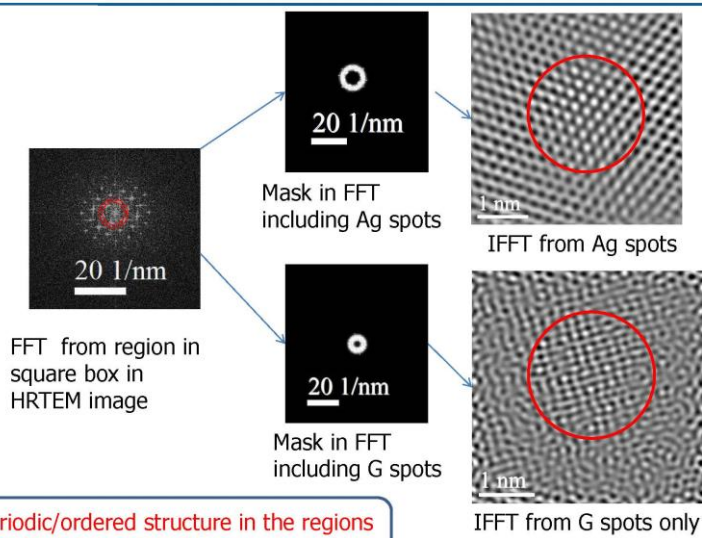 20 1/nm
Mask in FFT
including Ag spots
1 nm
IFFT from Ag spots
20 1/nm
FFT from region in
square box in
HRTEM image
20 1/nm
Mask in FFT
including G spots
1 nm
IFFT from G spots only
riodic/ordered structure in the regions